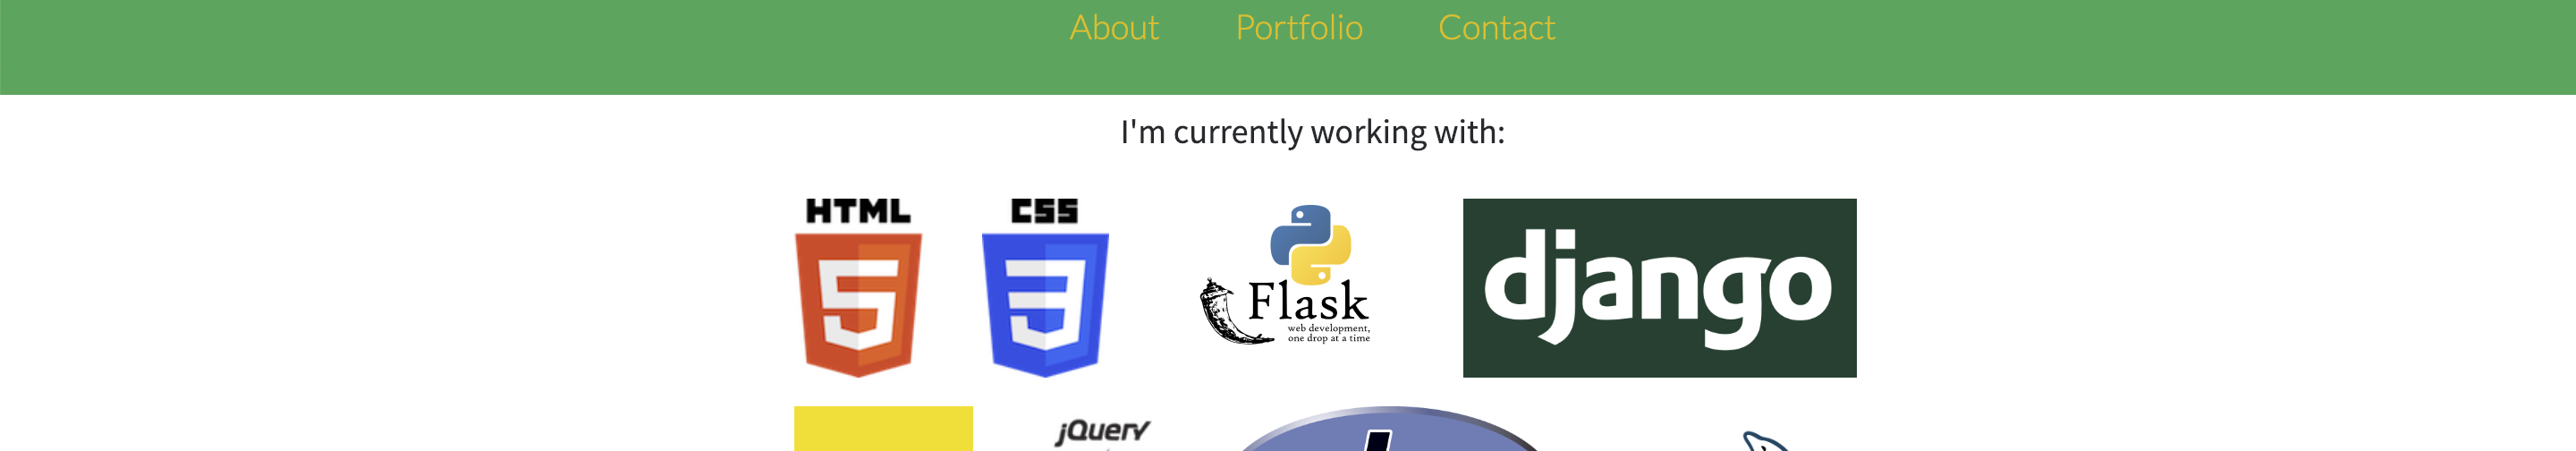 About Portfolio Contact
I'm currently working with:
HTML CSS
5 3
Flask
web development,
one drop at a time
django
jQuery